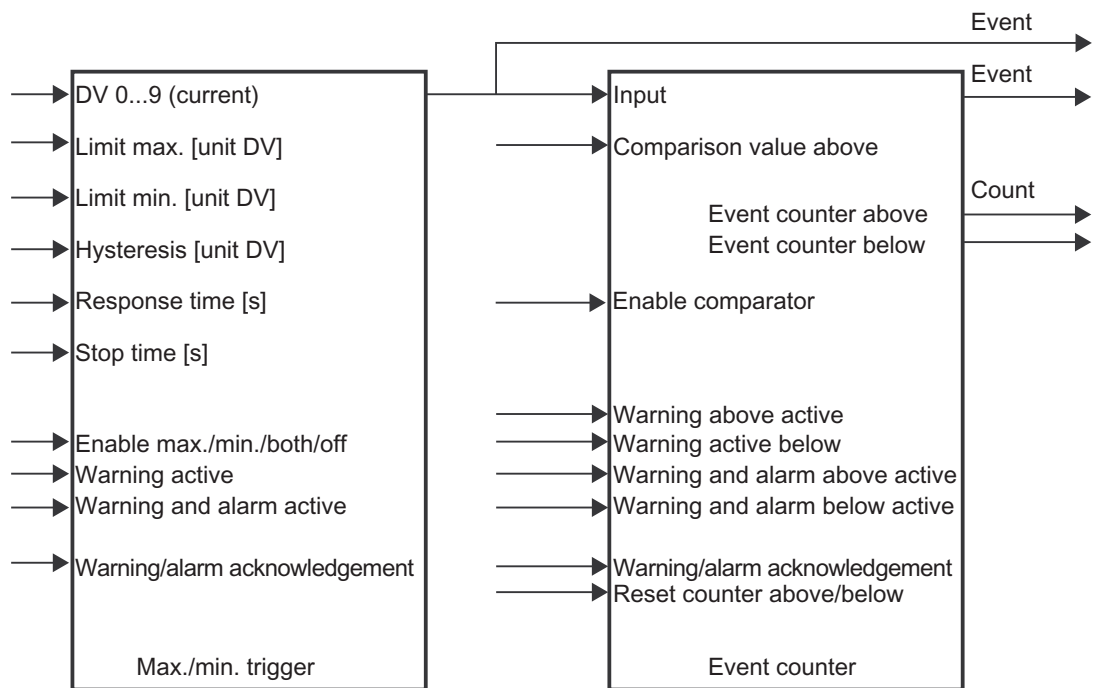 Event
Event
DV 0...9 (current)
Input
Limit max. [unit DV]
Comparison value above
Limit min. [unit DV]
Count
Event counter above
Hysteresis [unit DV]
Event counter below
Response time [s]
Enable comparator
Stop time [s]
Warning above active
Enable max./min./both/off
Warning active below
Warning active
Warning and alarm above active
Warning and alarm active
Warning and alarm below active
Warning/alarm acknowledgement
Warning/alarm acknowledgement
Reset counter above/below
Max./min. trigger
Event counter